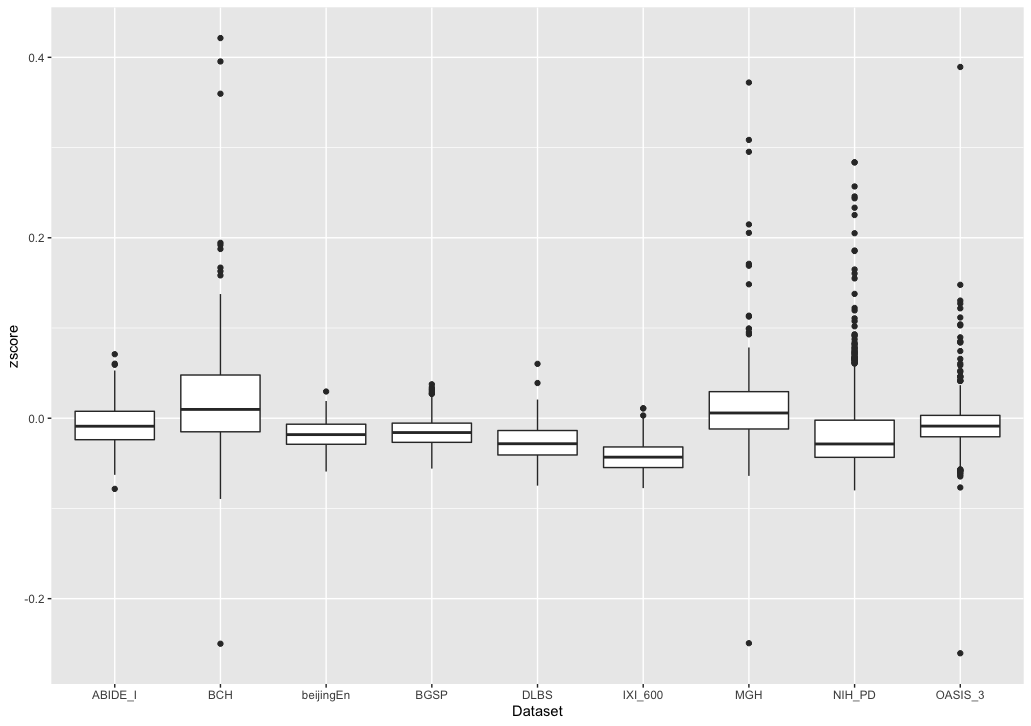 zscore
0.4
0.2
0.0
-0.2
ABIDE_I BCH beijingEn BGSP DLBS IXI_600 MGH NIH_PD OASIS_3
Dataset